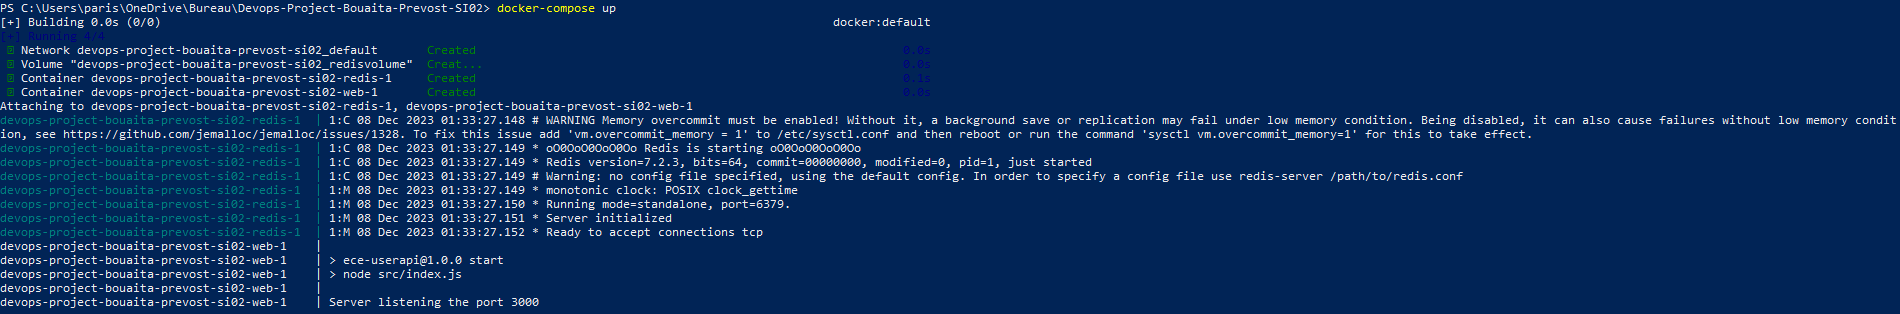 PS C:\Users\paris\OneDrive\Bureau\Devops-Project-Bouaita-Prevost-SI02> docker-compose up
[+] Building 0.0s (0/0) docker:default
[+] Running 4/4
Network devops-project-bouaita-prevost-si02_default Created 0.0s
Volume "devops-project-bouaita-prevost-si02_redisvolume" Creat... 0.0s
Container devops-project-bouaita-prevost-si02-redis-1 Created 0.1s
Container devops-project-bouaita-prevost-si02-web-1 Created 0.0s
Attaching to devops-project-bouaita-prevost-si02-redis-1, devops-project-bouaita-prevost-si02-web-1
devops-project-bouaita-prevost-si02-redis-1 | 1:C 08 Dec 2023 01:33:27.148 # WARNING Memory overcommit must be enabled! Without it, a background save or replication may fail under low memory condition. Being disabled, it can also cause failures without low memory condit
ion, see https://github.com/jemalloc/jemalloc/issues/1328. To fix this issue add 'vm.overcommit_memory = 1' to /etc/sysctl.conf and then reboot or run the command 'sysctl vm.overcommit_memory=1' for this to take effect.
devops-project-bouaita-prevost-si02-redis-1 | 1:C 08 Dec 2023 01:33:27.149 * oO0OoO0OoO0Oo Redis is starting oO0OoO0OoO0Oo
devops-project-bouaita-prevost-si02-redis-1 | 1:C 08 Dec 2023 01:33:27.149 * Redis version=7.2.3, bits=64, commit=00000000, modified=0, pid=1, just started
devops-project-bouaita-prevost-si02-redis-1 | 1:C 08 Dec 2023 01:33:27.149 # Warning: no config file specified, using the default config. In order to specify a config file use redis-server /path/to/redis.conf
devops-project-bouaita-prevost-si02-redis-1 | 1:M 08 Dec 2023 01:33:27.149 * monotonic clock: POSIX clock_gettime
devops-project-bouaita-prevost-si02-redis-1 | 1:M 08 Dec 2023 01:33:27.150 * Running mode=standalone, port=6379.
devops-project-bouaita-prevost-si02-redis-1 | 1:M 08 Dec 2023 01:33:27.151 * Server initialized
devops-project-bouaita-prevost-si02-redis-1 | 1:M 08 Dec 2023 01:33:27.152 * Ready to accept connections tcp
devops-project-bouaita-prevost-si02-web-1 |
devops-project-bouaita-prevost-si02-web-1 | > ece-userapi@1.0.0 start
devops-project-bouaita-prevost-si02-web-1 | > node src/index.js
devops-project-bouaita-prevost-si02-web-1 |
devops-project-bouaita-prevost-si02-web-1 | Server listening the port 3000